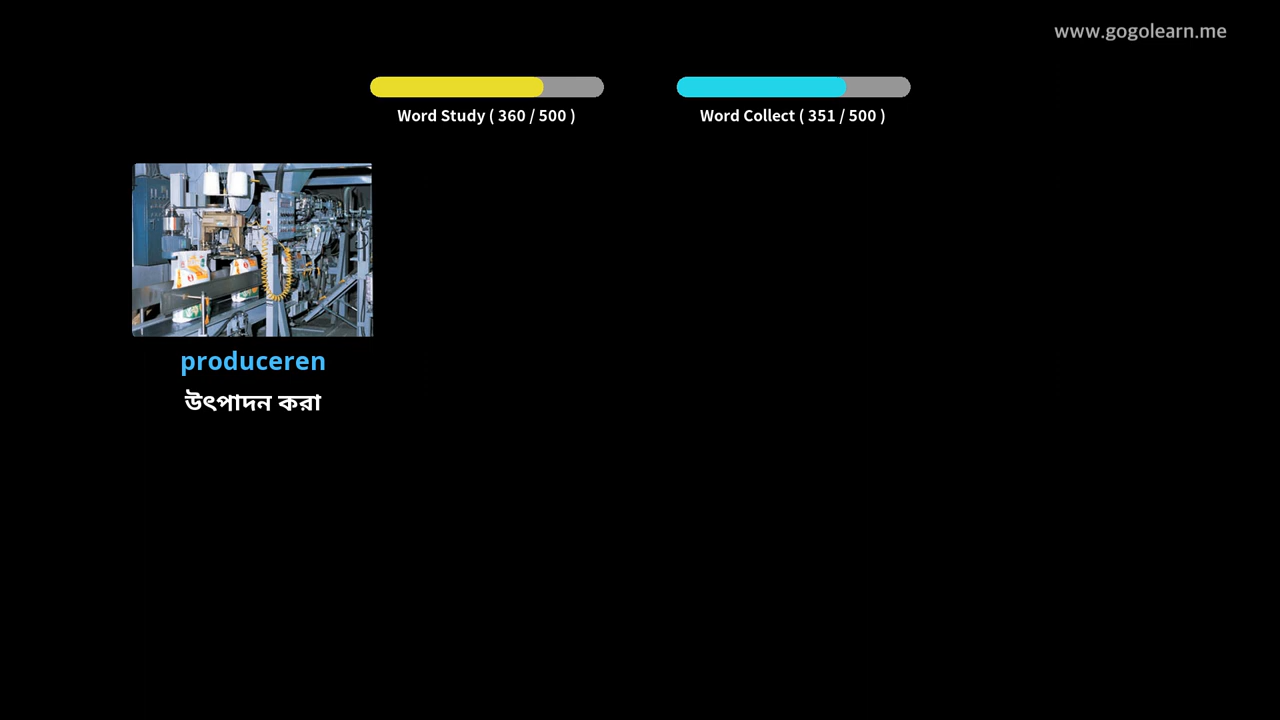 www.gogolearn.me
Word Study ( 360 / 500 )
Word Collect ( 351 / 500 )
produceren
উৎপাদন করা